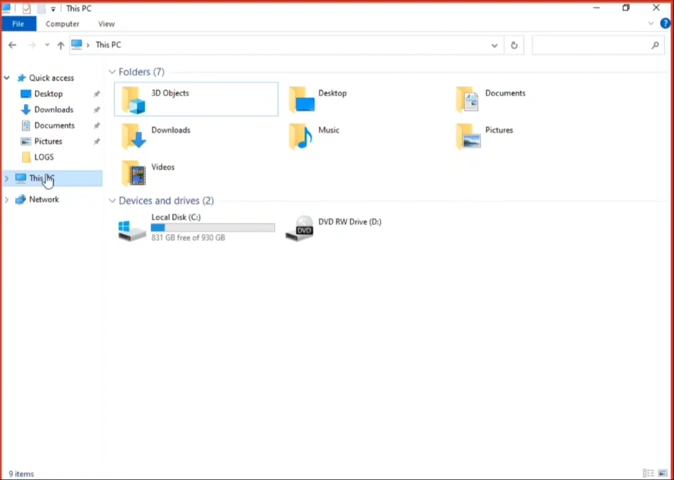 This PC
File Computer View
This PC
Quick access
Desktop
Downloads
Documents
Pictures
LOGS
This PC
Network
Folders (7)
3D Objects Desktop Documents
Downloads Music Pictures
Videos
Devices and drives (2)
Local Disk (C:) DVD RW Drive (D:)
831 GB free of 930 GB
DVD
9 items